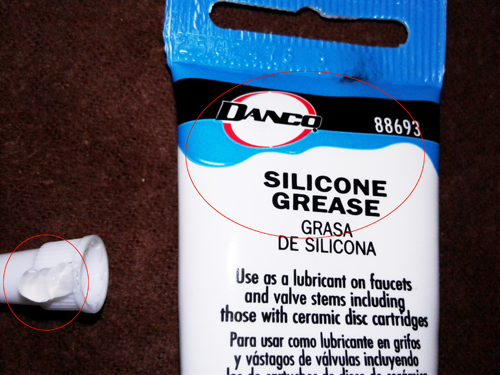 DANCO
88693
SILICONE
GREASE
GRASA
DE SILICONA
Use as a lubricant on faucets
and valve stems including
those with ceramic disc cartridges
Para usar como lubricante en grifos
y vástagos de válvulas incluyendo